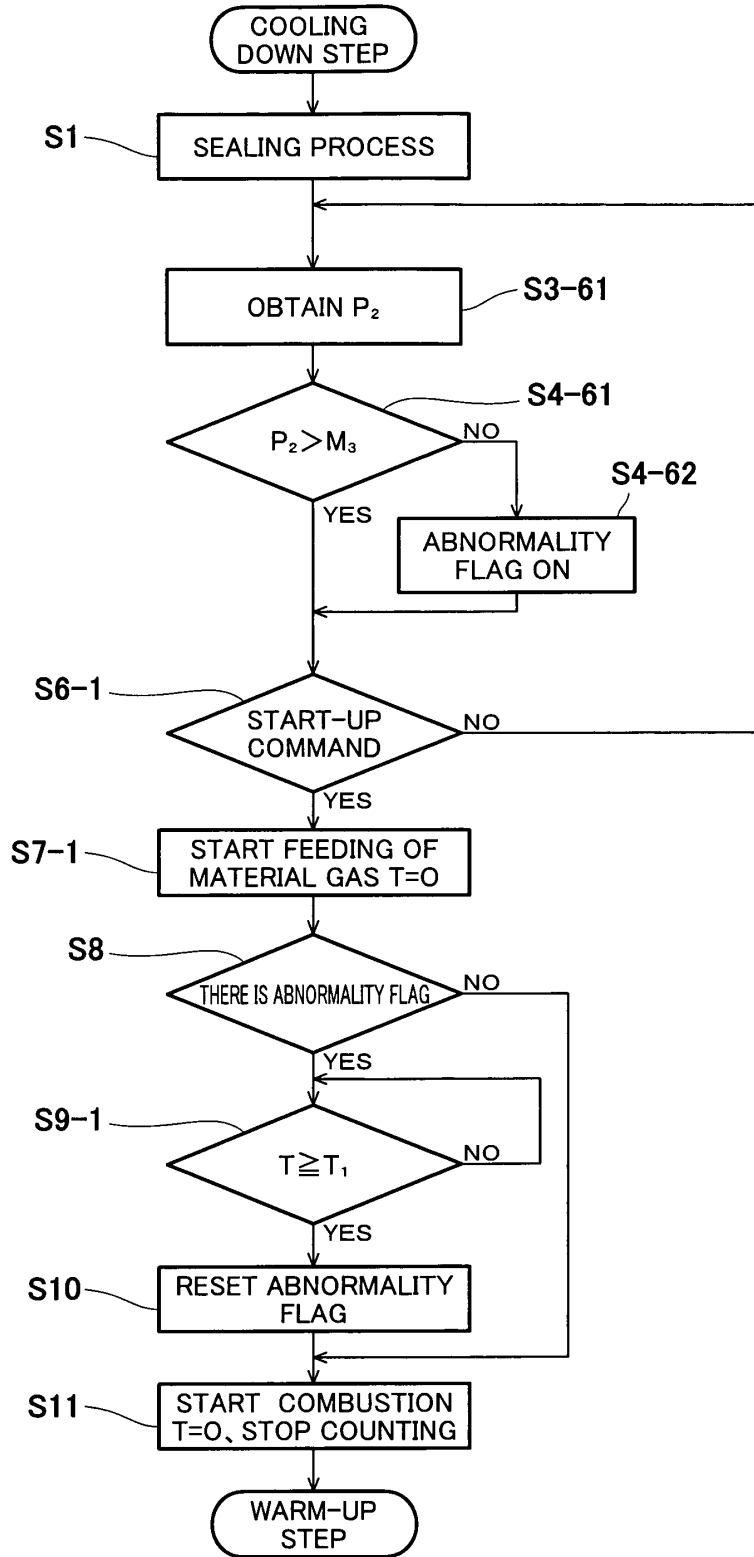 COOLING
DOWN STEP
S1
SEALING PROCESS
OBTAIN P₂
S3-61
S4-61
P₂>M₃
NO
YES
S4-62
ABNORMALITY
FLAG ON
S6-1
START-UP
COMMAND
NO
YES
S7-1
START FEEDING OF
MATERIAL GAS T=0
S8
THERE IS ABNORMALITY FLAG
NO
YES
S9-1
T≧T₁
NO
YES
S10
RESET ABNORMALITY
FLAG
S11
START COMBUSTION
T=0、STOP COUNTING
WARM-UP
STEP